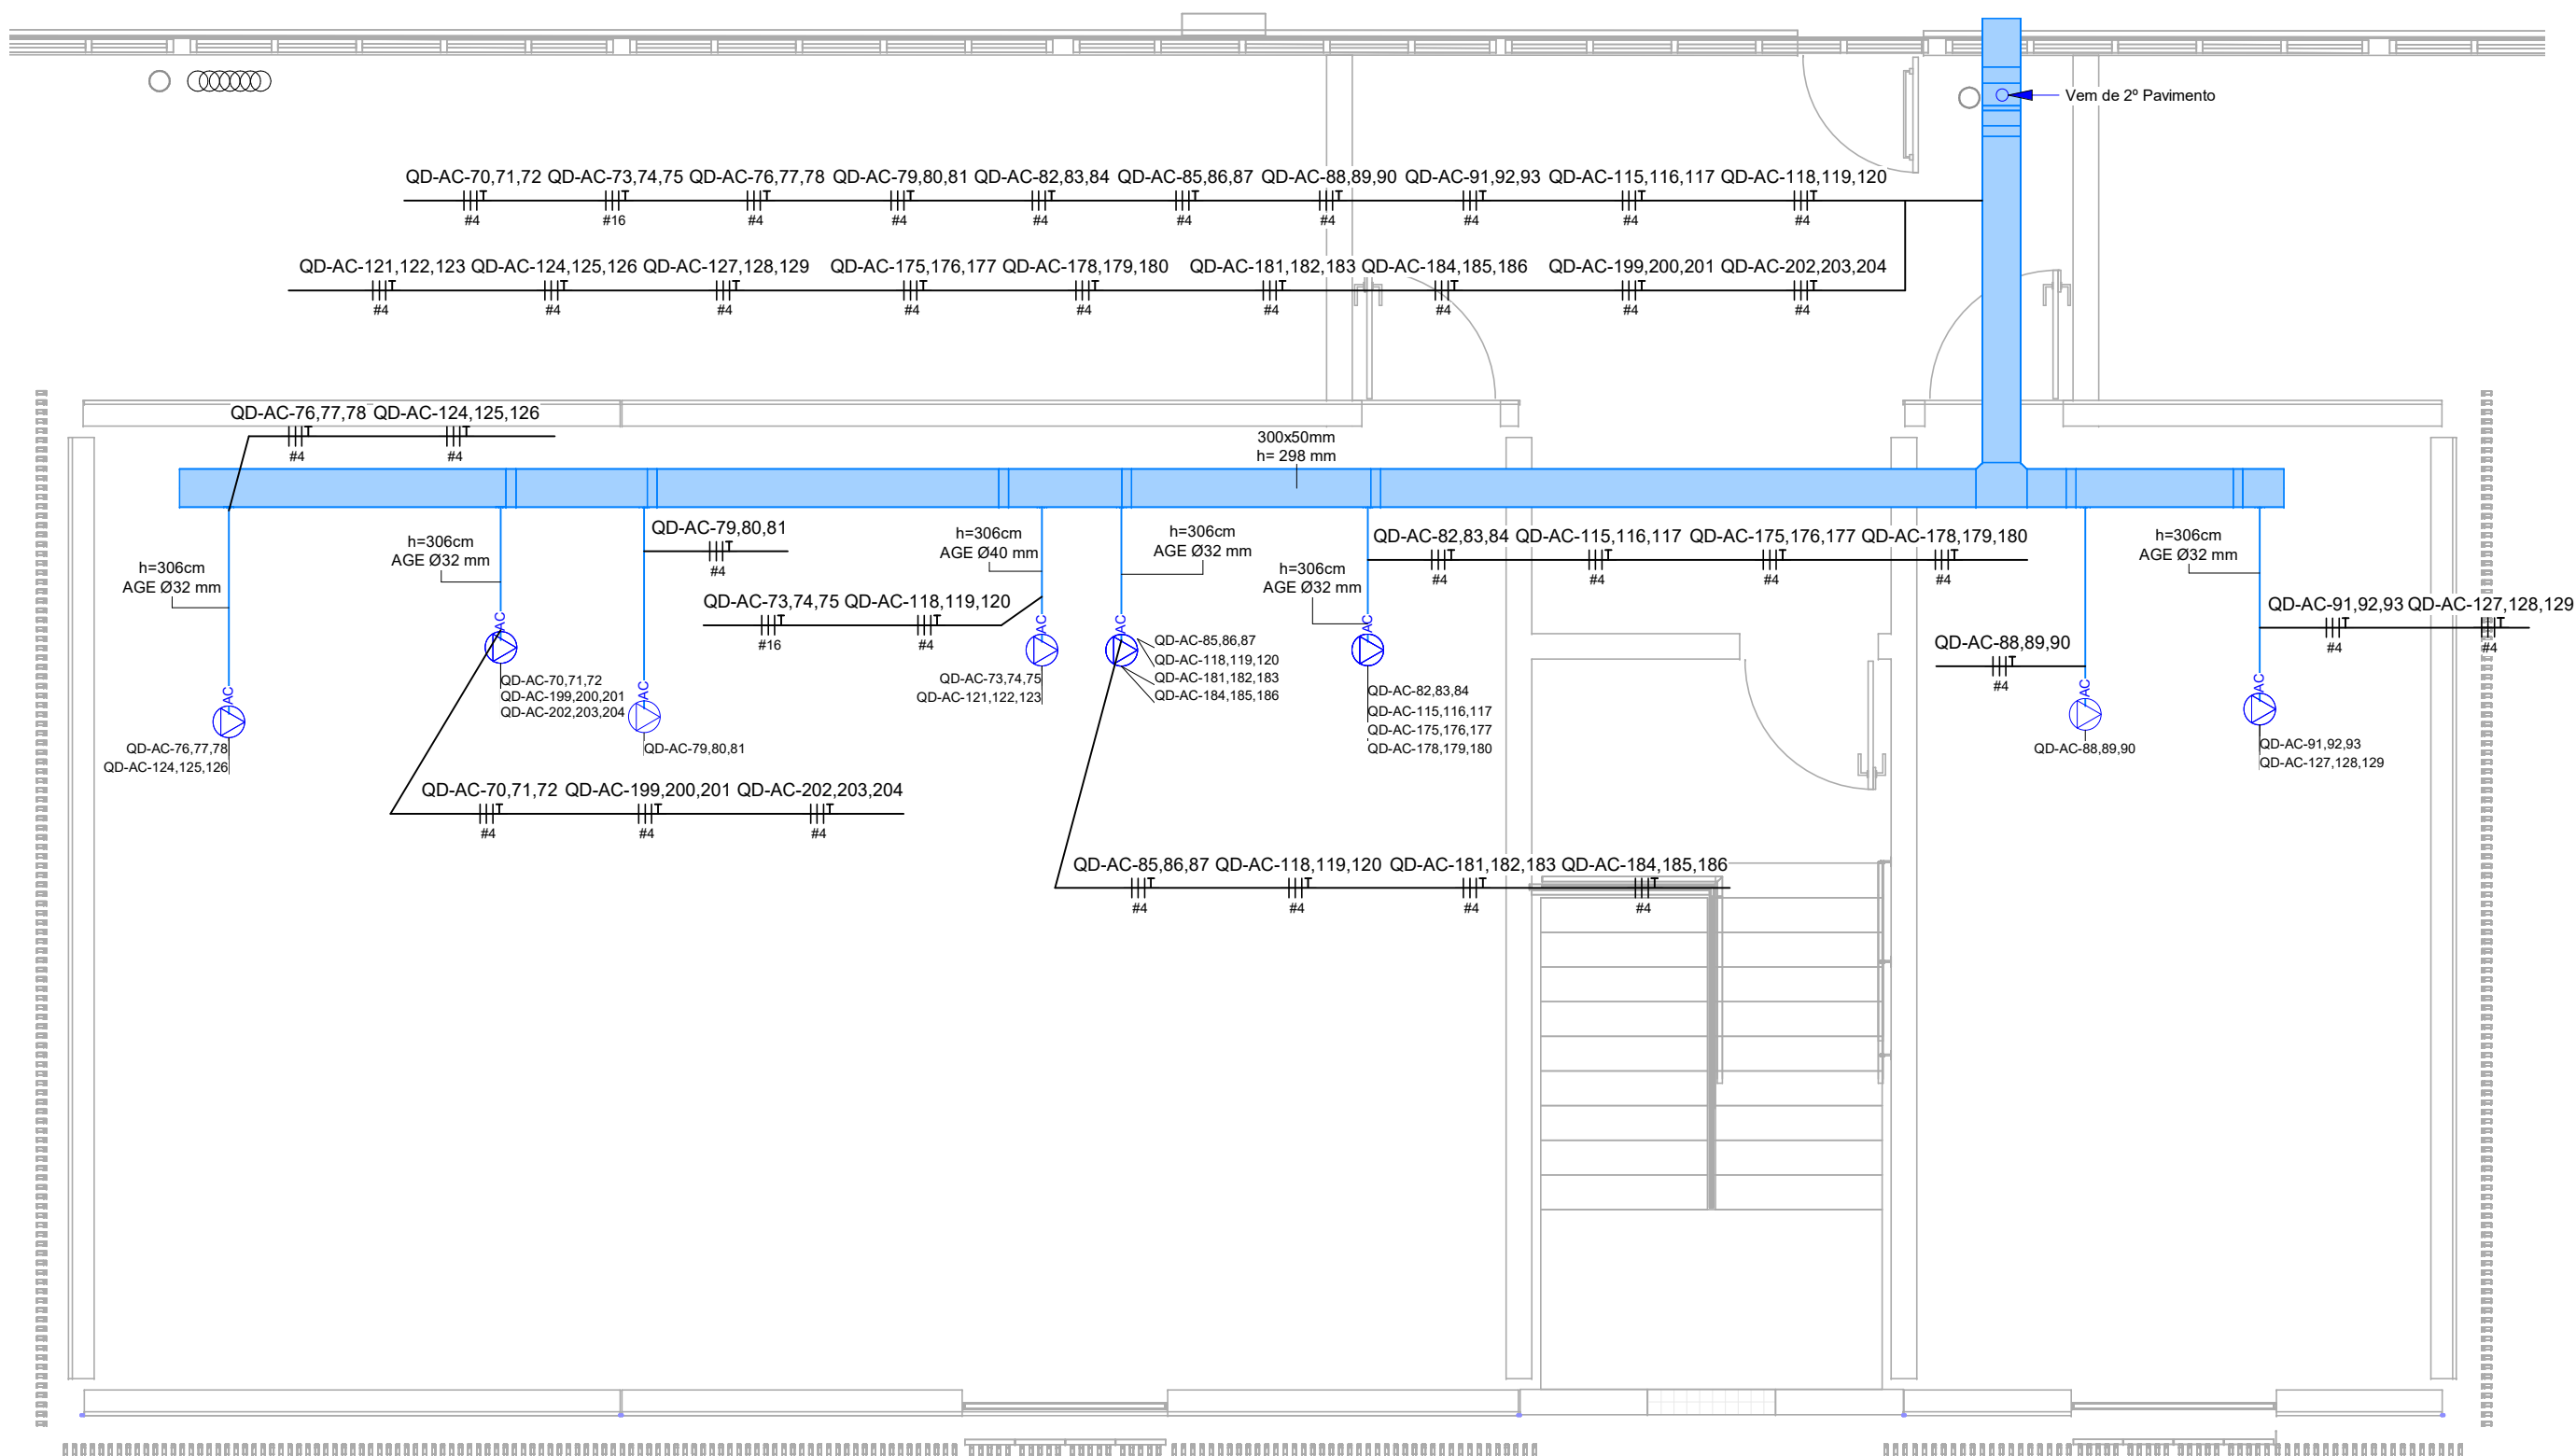 Vem de 2º Pavimento
QD-AC-70,71,72 QD-AC-73,74,75 QD-AC-76,77,78 QD-AC-79,80,81 QD-AC-82,83,84 QD-AC-85,86,87 QD-AC-88,89,90 QD-AC-91,92,93 QD-AC-115,116,117 QD-AC-118,119,120
T T T T T T T T T T
#4 #16 #4 #4 #4 #4 #4 #4 #4 #4
QD-AC-121,122,123 QD-AC-124,125,126 QD-AC-127,128,129 QD-AC-175,176,177 QD-AC-178,179,180 QD-AC-181,182,183 QD-AC-184,185,186 QD-AC-199,200,201 QD-AC-202,203,204
T T T T T T T T T
#4 #4 #4 #4 #4 #4 #4 #4 #4
QD-AC-76,77,78 QD-AC-124,125,126
T T
#4 #4
300x50mm
h= 298 mm
h=306cm
AGE Ø32 mm
h=306cm
AGE Ø32 mm
QD-AC-79,80,81
T
#4
h=306cm
AGE Ø40 mm
h=306cm
AGE Ø32 mm
h=306cm
AGE Ø32 mm
QD-AC-82,83,84 QD-AC-115,116,117 QD-AC-175,176,177 QD-AC-178,179,180
T T T T
#4 #4 #4 #4
h=306cm
AGE Ø32 mm
QD-AC-73,74,75 QD-AC-118,119,120
T T
#16 #4
QD-AC-91,92,93 QD-AC-127,128,129
T T
#4 #4
QD-AC-88,89,90
T
#4
AC
QD-AC-76,77,78
QD-AC-124,125,126
AC
QD-AC-70,71,72
QD-AC-199,200,201
QD-AC-202,203,204
AC
QD-AC-79,80,81
AC
QD-AC-73,74,75
QD-AC-121,122,123
AC
QD-AC-85,86,87
QD-AC-118,119,120
QD-AC-181,182,183
QD-AC-184,185,186
AC
QD-AC-82,83,84
QD-AC-115,116,117
QD-AC-175,176,177
QD-AC-178,179,180
AC
QD-AC-88,89,90
AC
QD-AC-91,92,93
QD-AC-127,128,129
QD-AC-70,71,72 QD-AC-199,200,201 QD-AC-202,203,204
T T T
#4 #4 #4
QD-AC-85,86,87 QD-AC-118,119,120 QD-AC-181,182,183 QD-AC-184,185,186
T T T T
#4 #4 #4 #4